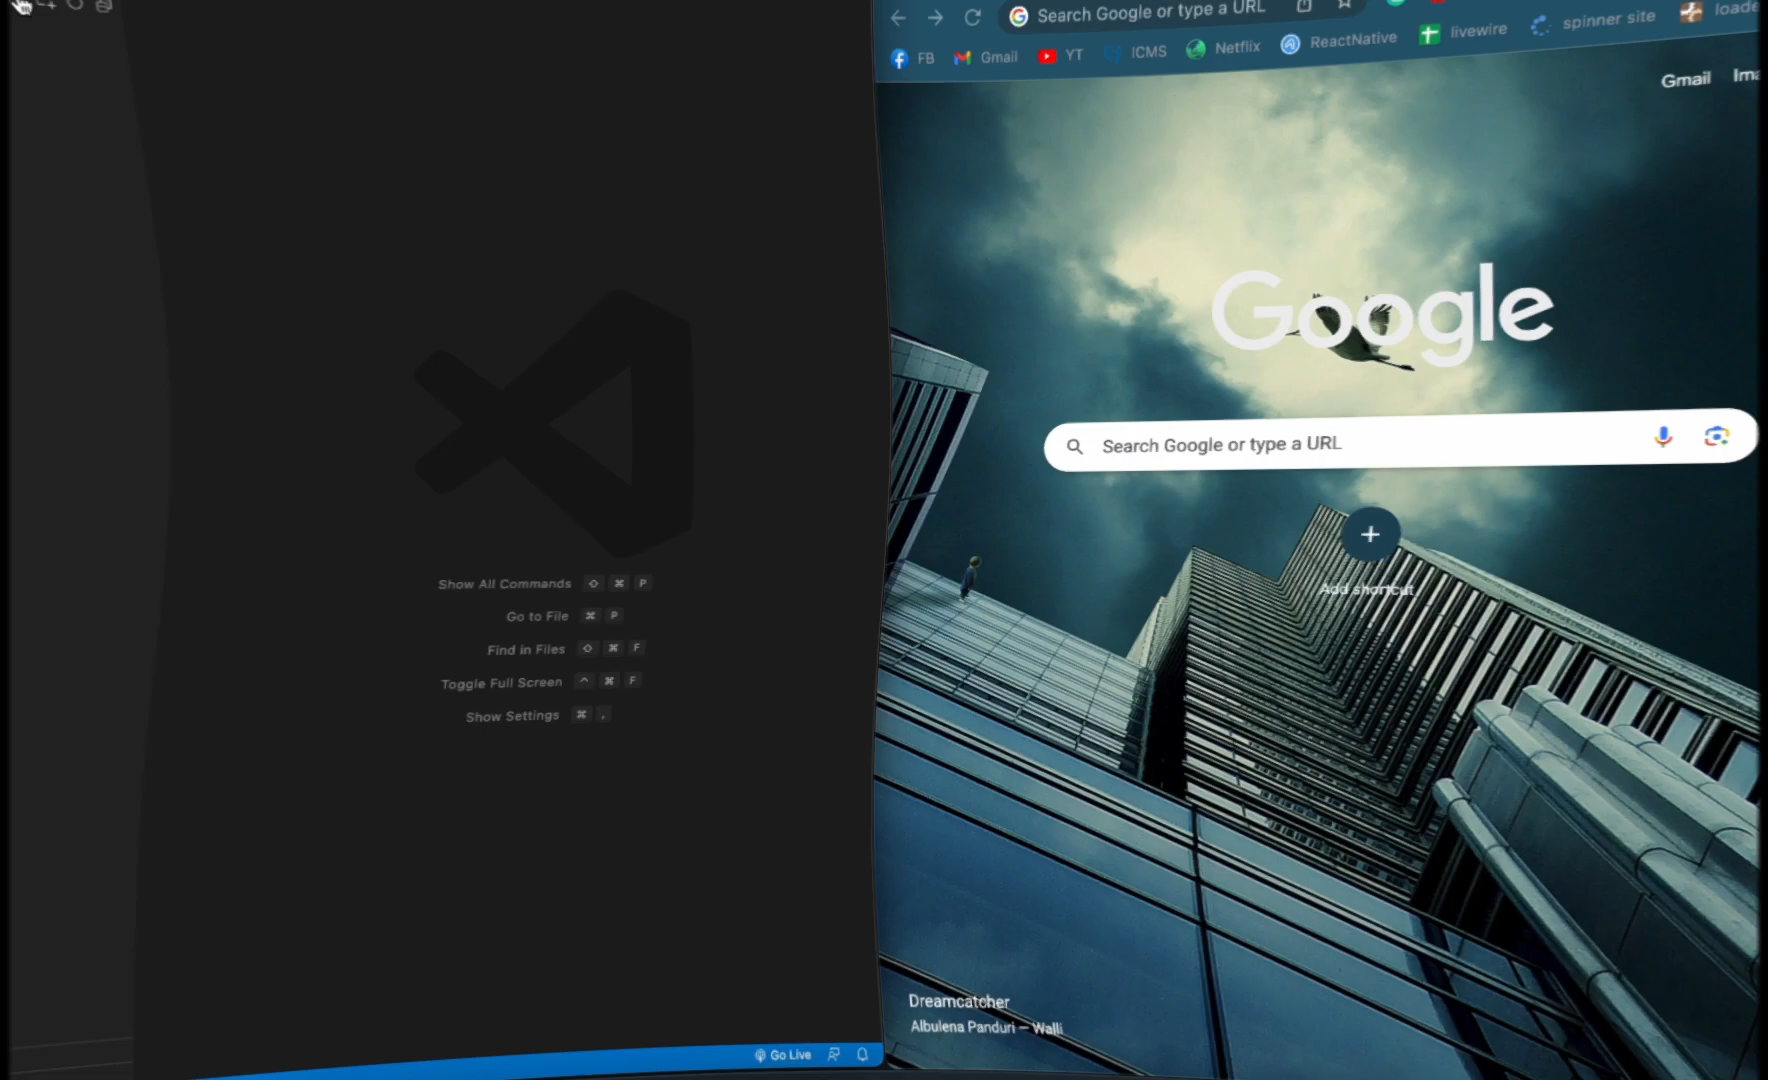 Show All Commands ⇧ ⌘ P
Go to File ⌘ P
Find in Files ⇧ ⌘ F
Toggle Full Screen ^ ⌘ F
Show Settings ⌘ ,
Go Live
Search Google or type a URL
FB Gmail YT ICMS Netflix ReactNative livewire spinner site
Gmail
Google
Search Google or type a URL
Add shortcut
Dreamcatcher
Albulena Panduri — Walli